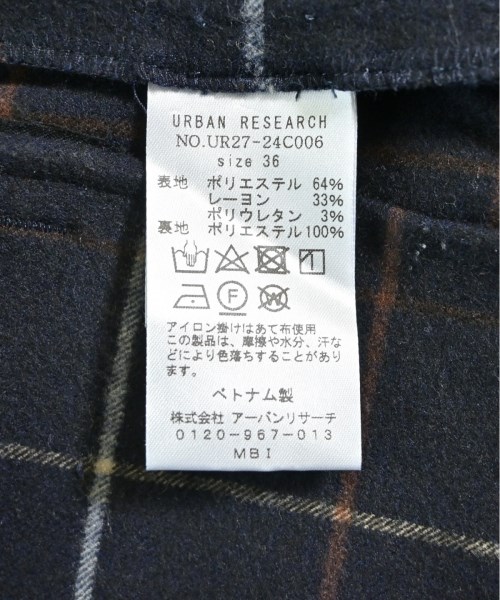 URBAN RESEARCH
NO.UR27-24C006
size 36
表地 ポリエステル 64%
レーヨン 33%
ポリウレタン 3%
裏地 ポリエステル100%
F W
アイロン掛けはあて布使用
この製品は、摩擦や水分、汗な
どにより色落ちすることがあり
ます。
ベトナム製
株式会社 アーバンリサーチ
0120-967-013
MBI